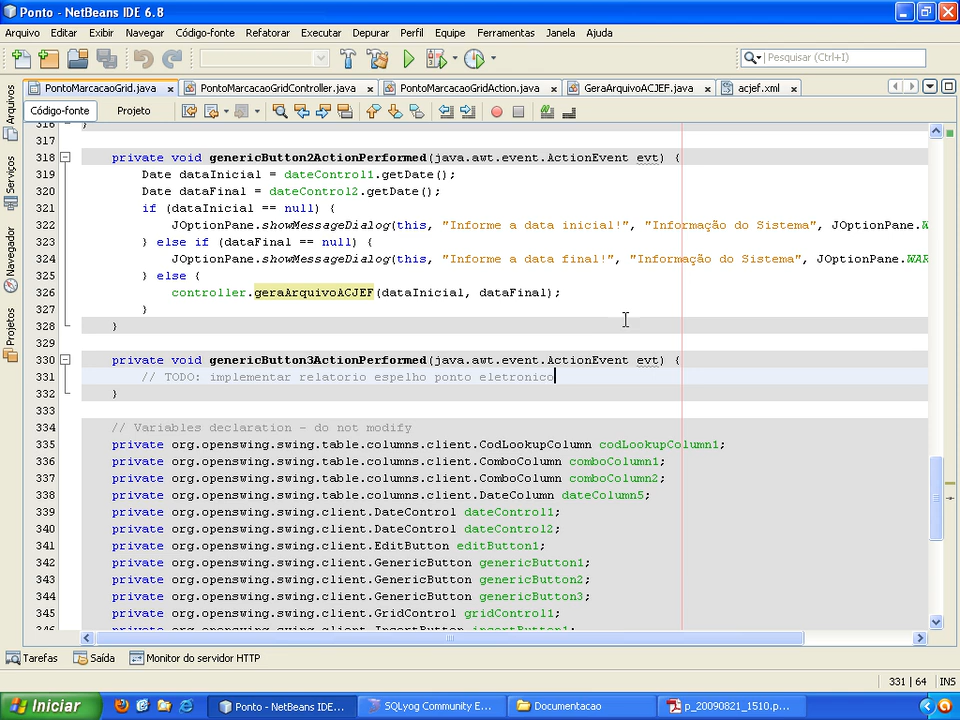 Ponto - NetBeans IDE 6.8
Arquivo Editar Exibir Navegar Código-fonte Refatorar Executar Depurar Perfil Equipe Ferramentas Janela Ajuda
Pesquisar (Ctrl+I)
PontoMarcacaoGrid.java PontoMarcacaoGridController.java PontoMarcacaoGridAction.java GeraArquivoACJEF.java acjef.xml
Código-fonte Projeto
Arquivos
Serviços
Navegador
Projetos
316 }
317
318 private void genericButton2ActionPerformed(java.awt.event.ActionEvent evt) {
319 Date dataInicial = dateControl1.getDate();
320 Date dataFinal = dateControl2.getDate();
321 if (dataInicial == null) {
322 JOptionPane.showMessageDialog(this, "Informe a data inicial!", "Informação do Sistema", JOptionPane.W
323 } else if (dataFinal == null) {
324 JOptionPane.showMessageDialog(this, "Informe a data final!", "Informação do Sistema", JOptionPane.WAR
325 } else {
326 controller.geraArquivoACJEF(dataInicial, dataFinal);
327 }
328 }
329
330 private void genericButton3ActionPerformed(java.awt.event.ActionEvent evt) {
331 // TODO: implementar relatorio espelho ponto eletronico
332 }
333
334 // Variables declaration - do not modify
335 private org.openswing.swing.table.columns.client.CodLookupColumn codLookupColumn1;
336 private org.openswing.swing.table.columns.client.ComboColumn comboColumn1;
337 private org.openswing.swing.table.columns.client.ComboColumn comboColumn2;
338 private org.openswing.swing.table.columns.client.DateColumn dateColumn5;
339 private org.openswing.swing.client.DateControl dateControl1;
340 private org.openswing.swing.client.DateControl dateControl2;
341 private org.openswing.swing.client.EditButton editButton1;
342 private org.openswing.swing.client.GenericButton genericButton1;
343 private org.openswing.swing.client.GenericButton genericButton2;
344 private org.openswing.swing.client.GenericButton genericButton3;
345 private org.openswing.swing.client.GridControl gridControl1;
346 private org.openswing.swing.client.InsertButton insertButton1;
Tarefas Saída Monitor do servidor HTTP
331 | 64 INS
Iniciar Ponto - NetBeans IDE... SQLyog Community E... Documentacao p_20090821_1510.p...